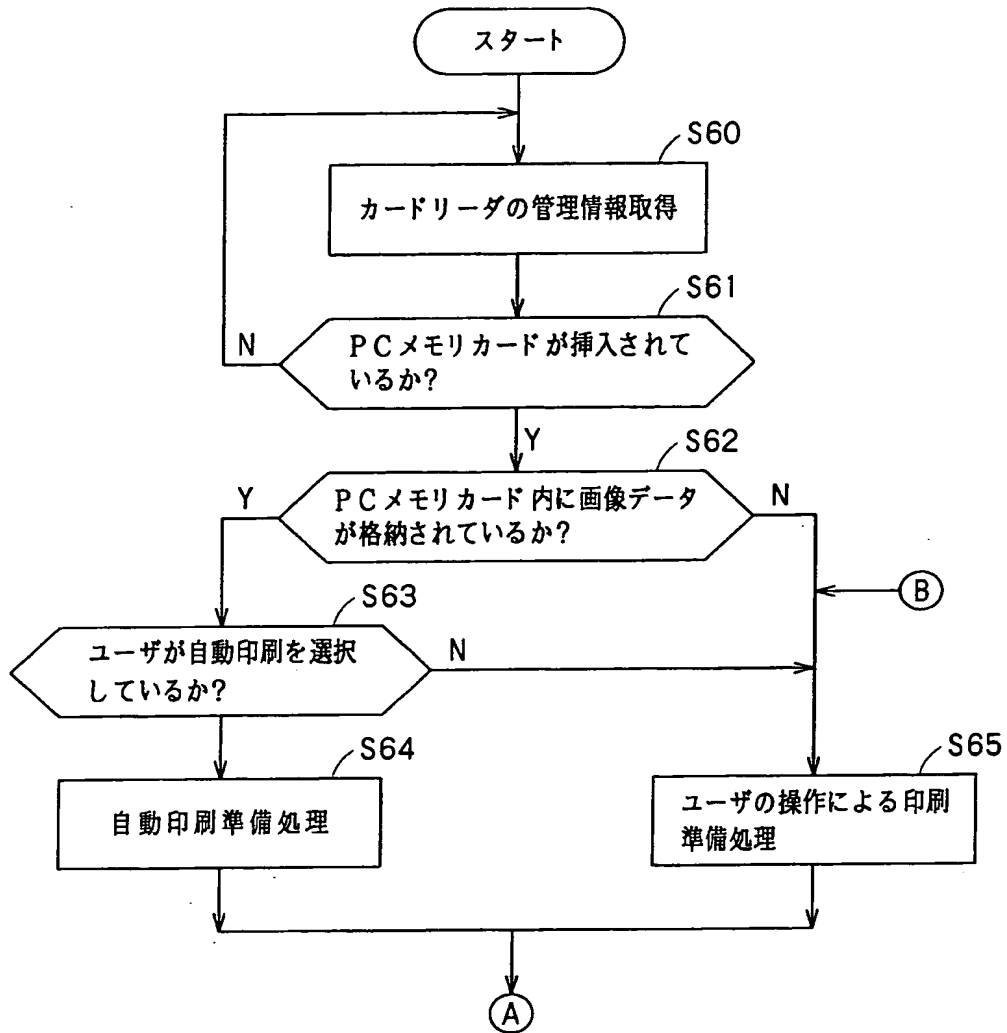 スタート
S60
カードリーダの管理情報取得
S61
N
PCメモリカードが挿入されて
いるか?
Y
S62
Y
PCメモリカード内に画像データ
が格納されているか?
N
B
S63
ユーザが自動印刷を選択
しているか?
N
S64
自動印刷準備処理
S65
ユーザの操作による印刷
準備処理
A